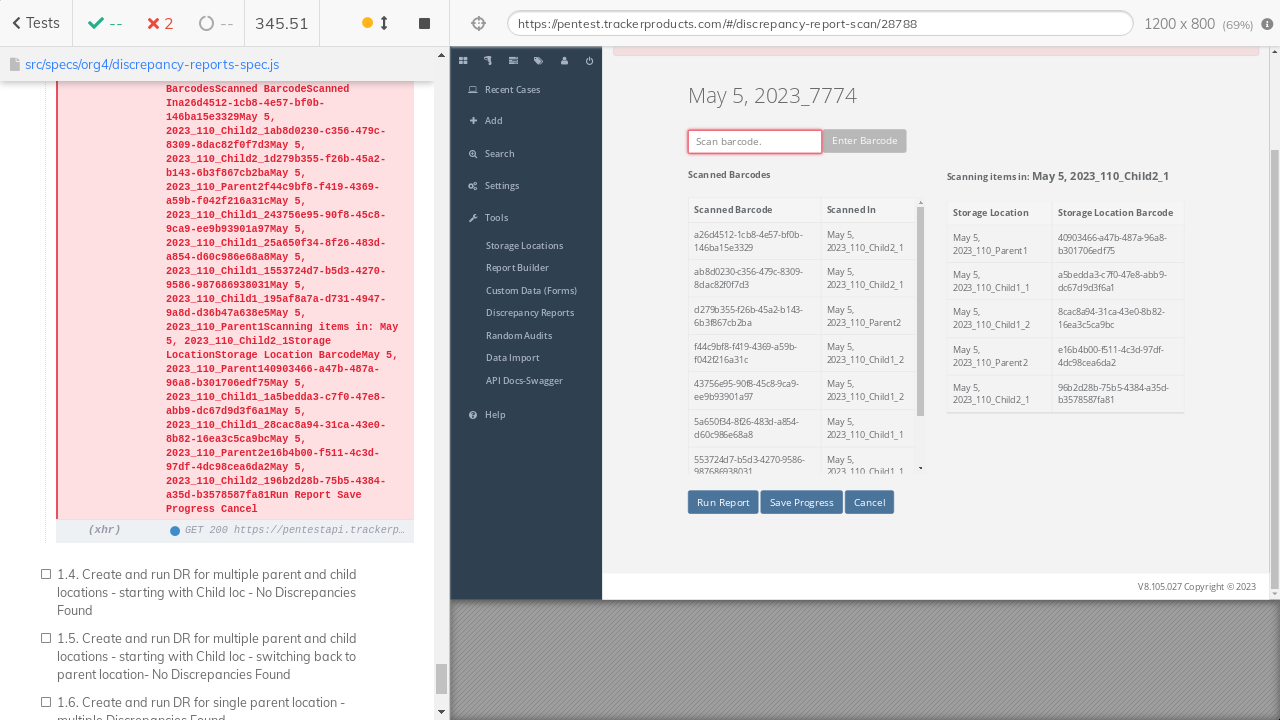 Tests
--
2
--
345.51
https://pentest.trackerproducts.com/#/discrepancy-report-scan/28788
1200 x 800 (69%)
src/specs/org4/discrepancy-reports-spec.js
BarcodesScanned BarcodeScanned
Ina26d4512-1cb8-4e57-bf0b-
146ba15e3329May 5,
2023_110_Child2_1ab8d0230-c356-479c-
8309-8dac82f0f7d3May 5,
2023_110_Child2_1d279b355-f26b-45a2-
b143-6b3f867cb2baMay 5,
2023_110_Parent2f44c9bf8-f419-4369-
a59b-f042f216a31cMay 5,
2023_110_Child1_243756e95-90f8-45c8-
9ca9-ee9b93901a97May 5,
2023_110_Child1_25a650f34-8f26-483d-
a854-d60c986e68a8May 5,
2023_110_Child1_1553724d7-b5d3-4270-
9586-987686938031May 5,
2023_110_Child1_195af8a7a-d731-4947-
9a8d-d36b47a638e5May 5,
2023_110_Parent1Scanning items in: May
5, 2023_110_Child2_1Storage
LocationStorage Location BarcodeMay 5,
2023_110_Parent140903466-a47b-487a-
96a8-b301706edf75May 5,
2023_110_Child1_1a5bedda3-c7f0-47e8-
abb9-dc67d9d3f6a1May 5,
2023_110_Child1_28cac8a94-31ca-43e0-
8b82-16ea3c5ca9bcMay 5,
2023_110_Parent2e16b4b00-f511-4c3d-
97df-4dc98cea6da2May 5,
2023_110_Child2_196b2d28b-75b5-4384-
a35d-b3578587fa81Run Report Save
Progress Cancel
(xhr) GET 200 https://pentestapi.trackerp…
1.4. Create and run DR for multiple parent and child
locations - starting with Child loc - No Discrepancies
Found
1.5. Create and run DR for multiple parent and child
locations - starting with Child loc - switching back to
parent location- No Discrepancies Found
1.6. Create and run DR for single parent location -
multiple Discrepancies Found
Recent Cases
Add
Search
Settings
Tools
Storage Locations
Report Builder
Custom Data (Forms)
Discrepancy Reports
Random Audits
Data Import
API Docs-Swagger
Help
May 5, 2023_7774
Scan barcode.
Enter Barcode
Scanned Barcodes
Scanned Barcode Scanned In
a26d4512-1cb8-4e57-bf0b- May 5,
146ba15e3329 2023_110_Child2_1
ab8d0230-c356-479c-8309- May 5,
8dac82f0f7d3 2023_110_Child2_1
d279b355-f26b-45a2-b143- May 5,
6b3f867cb2ba 2023_110_Parent2
f44c9bf8-f419-4369-a59b- May 5,
f042f216a31c 2023_110_Child1_2
43756e95-90f8-45c8-9ca9- May 5,
ee9b93901a97 2023_110_Child1_2
5a650f34-8f26-483d-a854- May 5,
d60c986e68a8 2023_110_Child1_1
553724d7-b5d3-4270-9586- May 5,
987686938031 2023_110_Child1_1
Scanning items in: May 5, 2023_110_Child2_1
Storage Location Storage Location Barcode
May 5, 40903466-a47b-487a-96a8-
2023_110_Parent1 b301706edf75
May 5, a5bedda3-c7f0-47e8-abb9-
2023_110_Child1_1 dc67d9d3f6a1
May 5, 8cac8a94-31ca-43e0-8b82-
2023_110_Child1_2 16ea3c5ca9bc
May 5, e16b4b00-f511-4c3d-97df-
2023_110_Parent2 4dc98cea6da2
May 5, 96b2d28b-75b5-4384-a35d-
2023_110_Child2_1 b3578587fa81
Run Report
Save Progress
Cancel
V8.105.027 Copyright © 2023